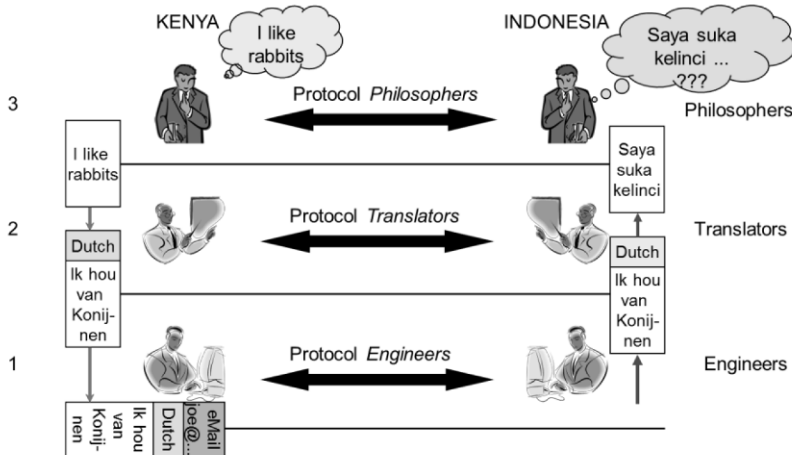 KENYA
I like
rabbits
INDONESIA
Saya suka
kelinci ...
???
3
Protocol Philosophers
Philosophers
I like
rabbits
Saya
suka
kelinci
2
Protocol Translators
Translators
Dutch
Ik hou
van
Konij-
nen
Dutch
Ik hou
van
Konij-
nen
1
Protocol Engineers
Engineers
eMail
joe@...
Dutch
Ik hou
van
Konij-
nen